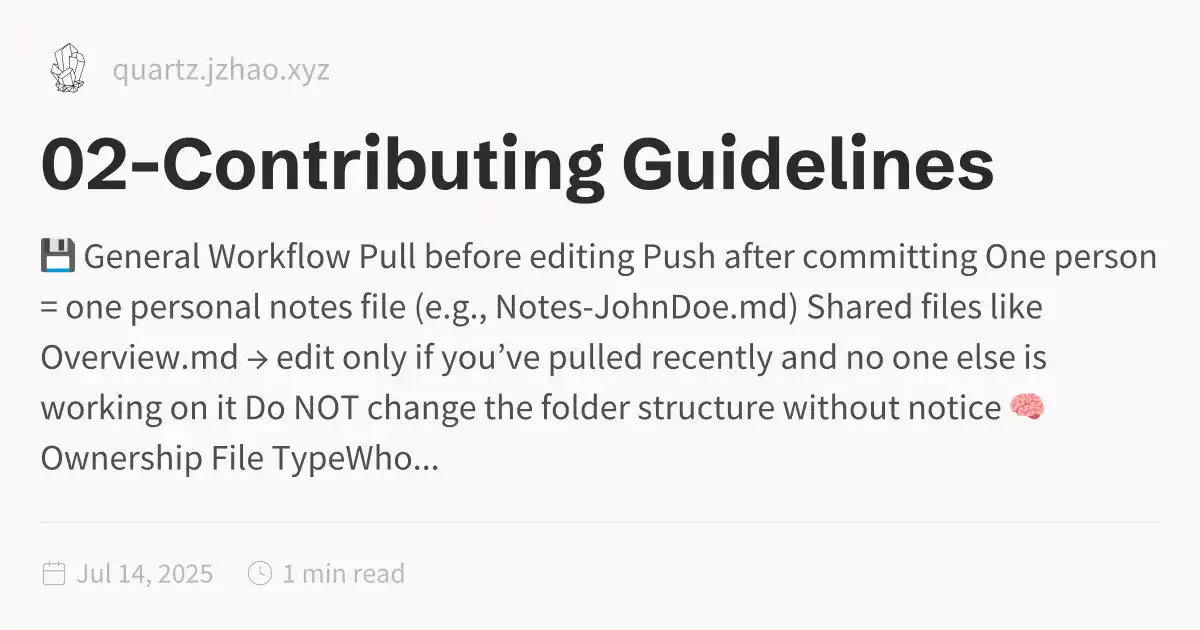 quartz.jzhao.xyz
02-Contributing Guidelines
💾 General Workflow Pull before editing Push after committing One person
= one personal notes file (e.g., Notes-JohnDoe.md) Shared files like
Overview.md → edit only if you’ve pulled recently and no one else is
working on it Do NOT change the folder structure without notice 🧠
Ownership File TypeWho...
Jul 14, 2025 1 min read